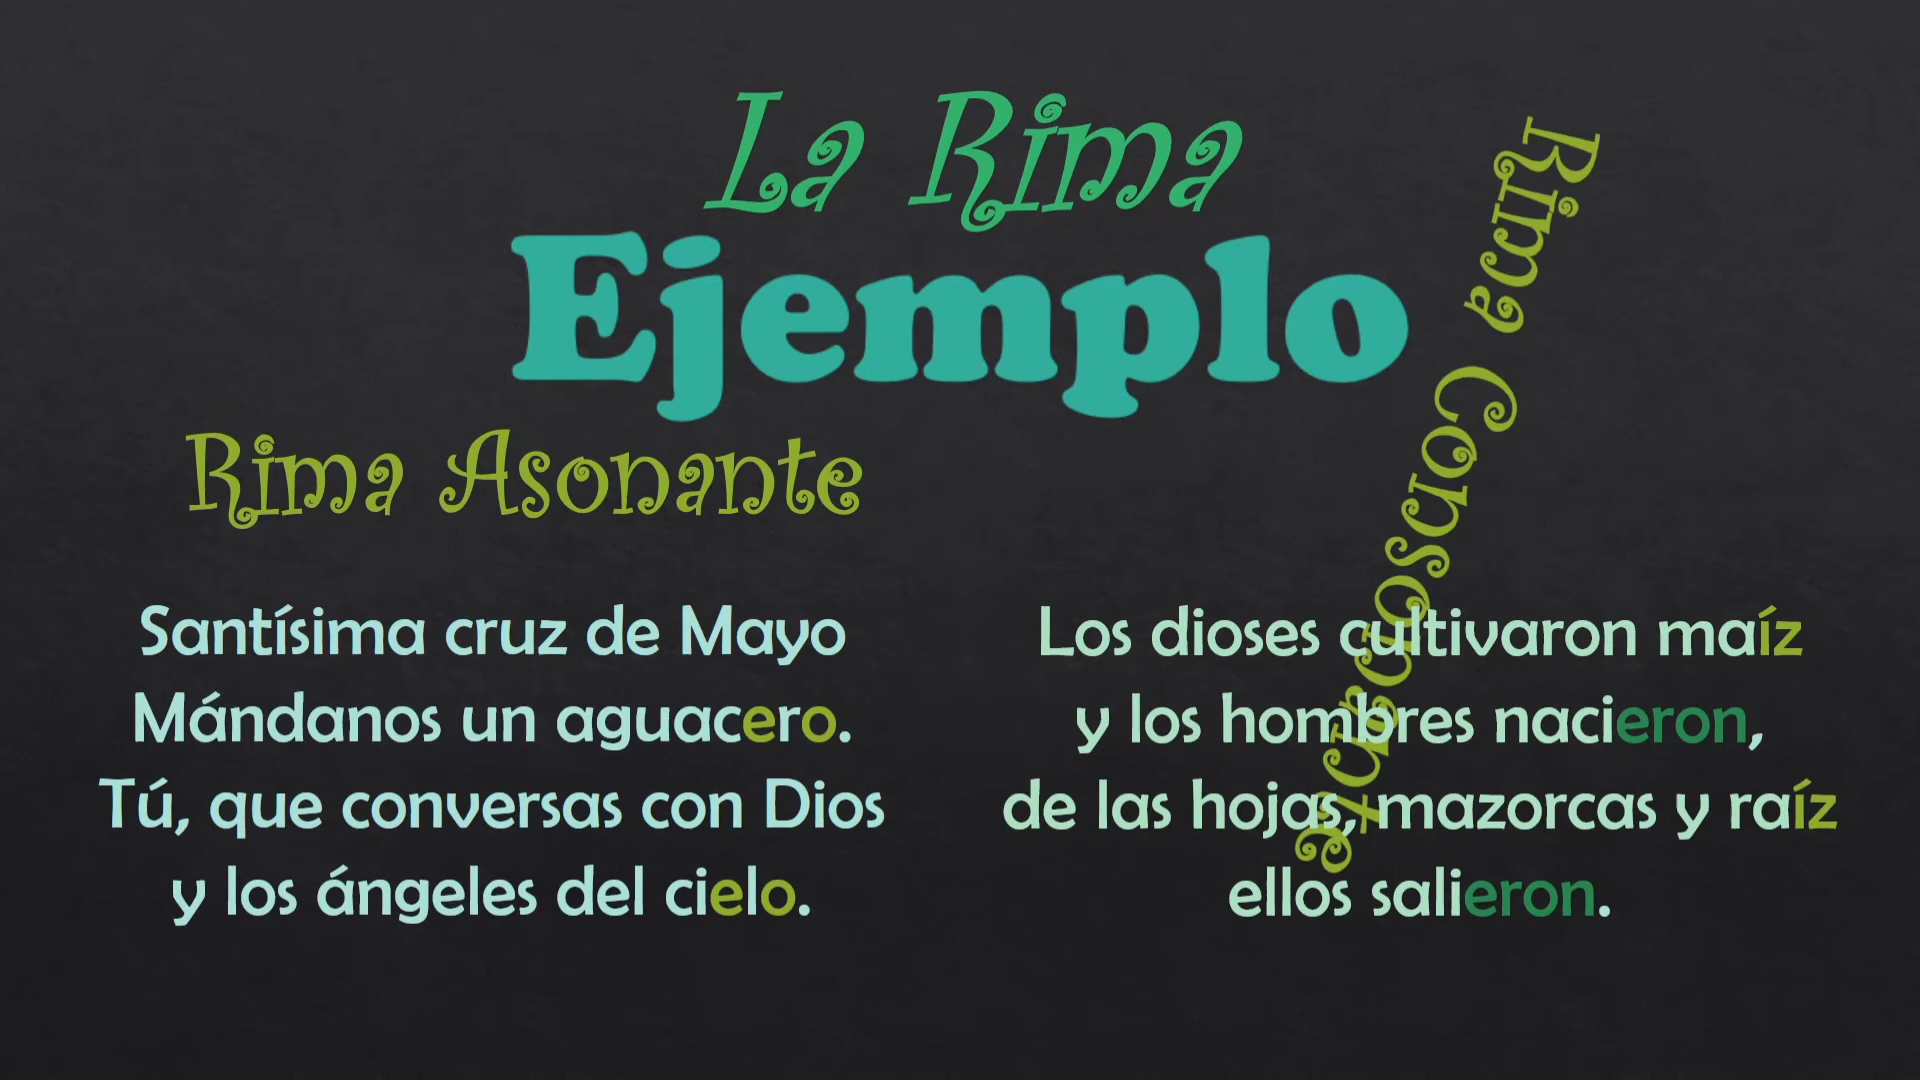 La Rima
Ejemplo
Rima Asonante
Santísima cruz de Mayo
Mándanos un aguacero.
Tú, que conversas con Dios
y los ángeles del cielo.
Rima Consonante
Los dioses cultivaron maíz
y los hombres nacieron,
de las hojas, mazorcas y raíz
ellos salieron.